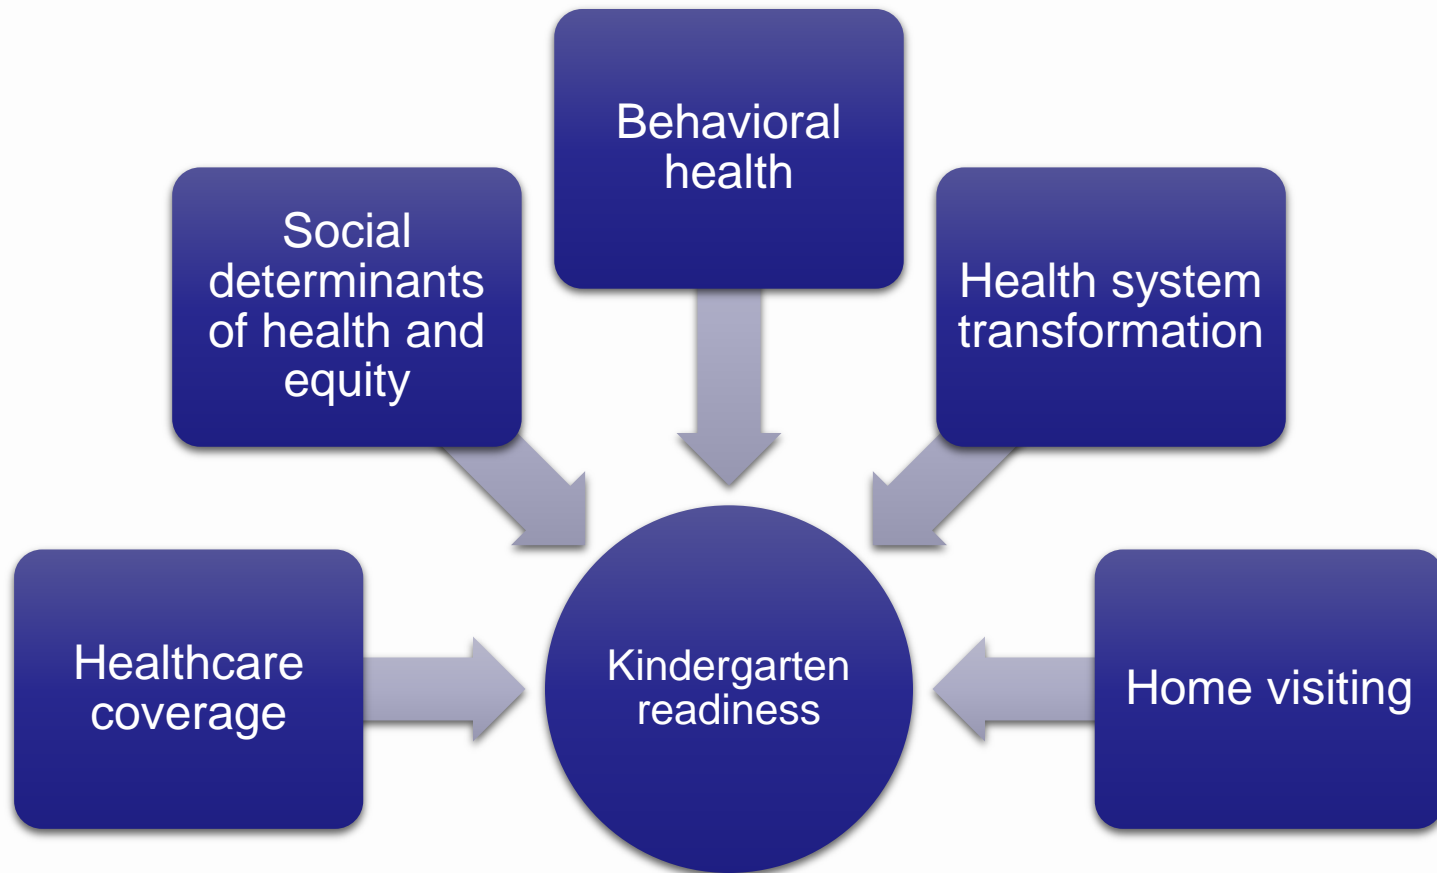 Behavioral
health
Social
determinants
of health and
equity
Health system
transformation
Healthcare
coverage
Kindergarten
readiness
Home visiting